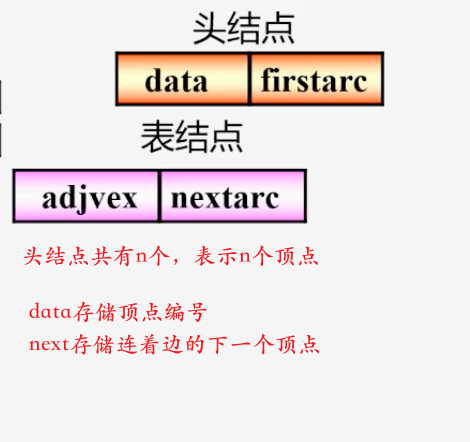 头结点
data firstarc
表结点
adjvex nextarc
头结点共有n个，表示n个顶点
data存储顶点编号
next存储连着边的下一个顶点